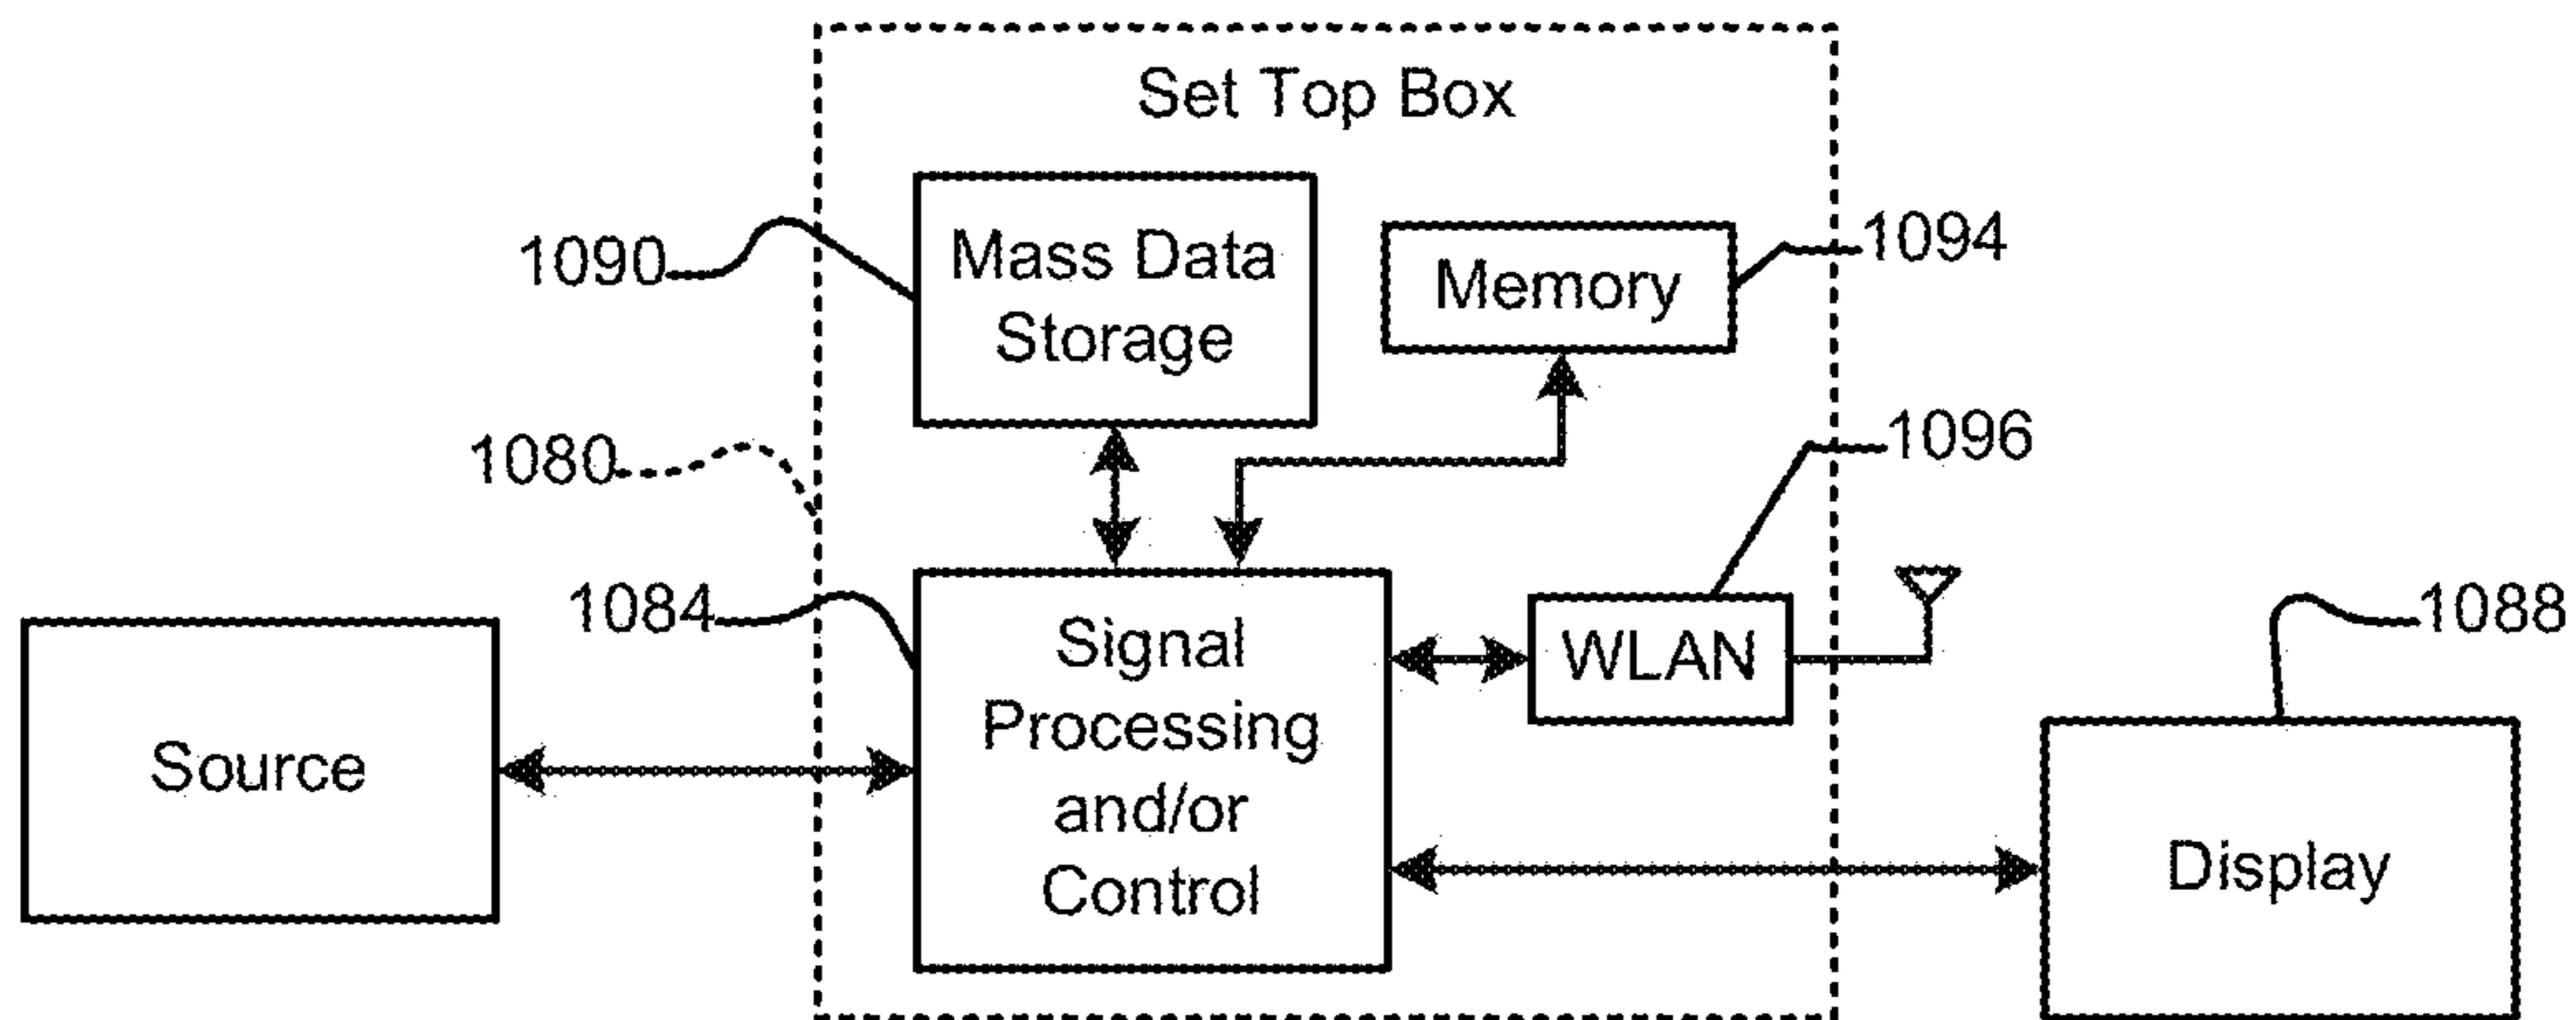 Set Top Box
1090
Mass Data
Storage
Memory
1094
1080
1096
1084
Signal
Processing
and/or
Control
WLAN
1088
Source
Display